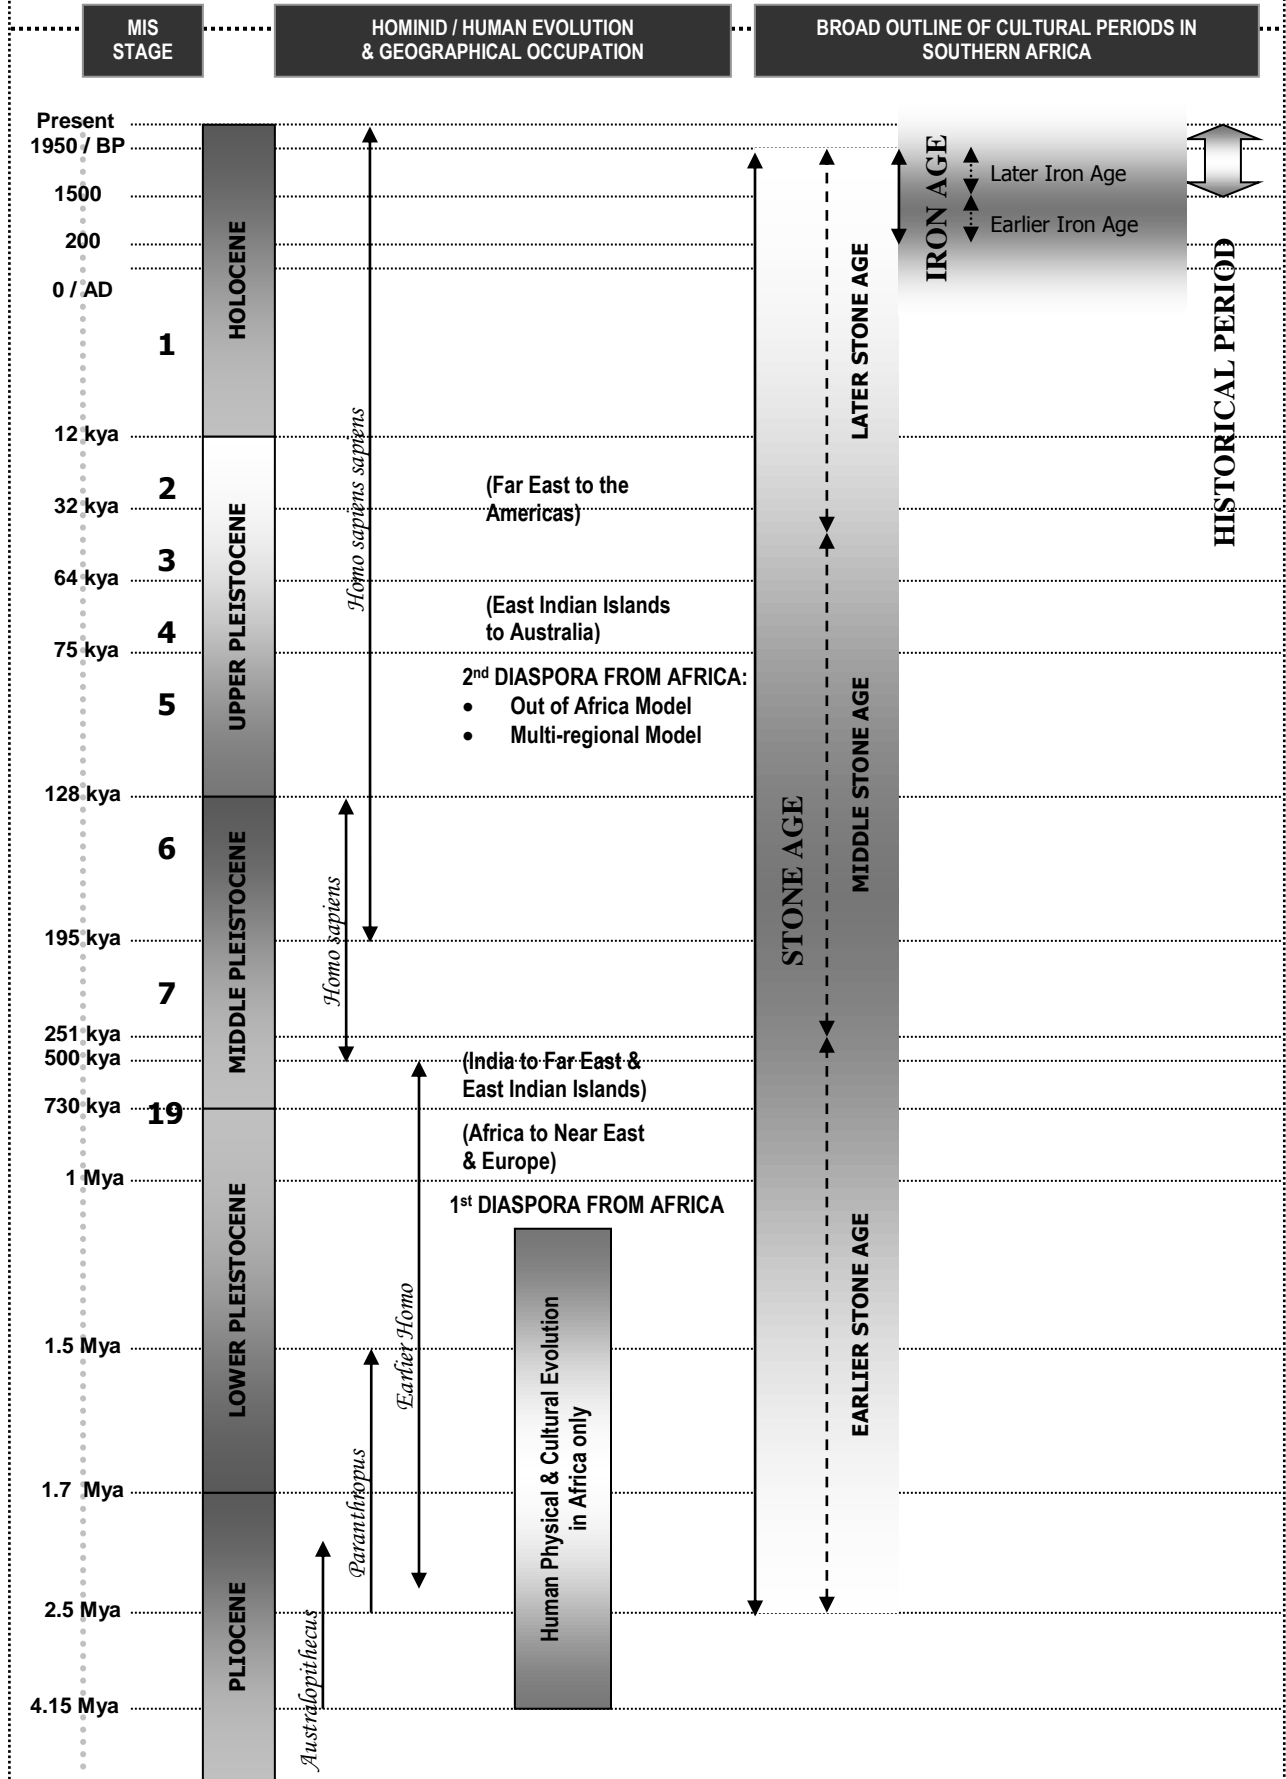 MIS
STAGE
HOMINID / HUMAN EVOLUTION
& GEOGRAPHICAL OCCUPATION
BROAD OUTLINE OF CULTURAL PERIODS IN
SOUTHERN AFRICA
Present
1950 / BP
1500
200
0 / AD
12 kya
32 kya
64 kya
75 kya
128 kya
195 kya
251 kya
500 kya
730 kya
1 Mya
1.5 Mya
1.7 Mya
2.5 Mya
4.15 Mya
1
2
3
4
5
6
7
19
HOLOCENE
UPPER PLEISTOCENE
MIDDLE PLEISTOCENE
LOWER PLEISTOCENE
PLIOCENE
Homo sapiens sapiens
Homo sapiens
Earlier Homo
Paranthropus
Australopithecus
(Far East to the
Americas)
(East Indian Islands
to Australia)
2nd DIASPORA FROM AFRICA:
• Out of Africa Model
• Multi-regional Model
(India to Far East &
East Indian Islands)
(Africa to Near East
& Europe)
1st DIASPORA FROM AFRICA
Human Physical & Cultural Evolution
in Africa only
STONE AGE
LATER STONE AGE
MIDDLE STONE AGE
EARLIER STONE AGE
IRON AGE
Later Iron Age
Earlier Iron Age
HISTORICAL PERIOD